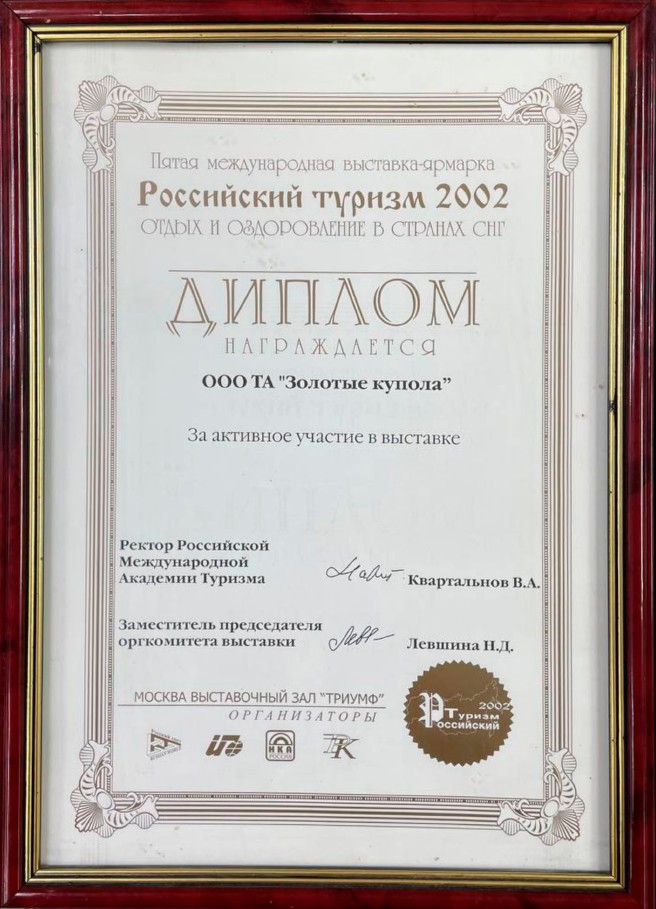 Пятая международная выставка-ярмарка
Российский туризм 2002
ОТДЫХ И ОЗДОРОВЛЕНИЕ В СТРАНАХ СНГ
ДИПЛОМ
НАГРАЖДАЕТСЯ
ООО ТА "Золотые купола”
За активное участие в выставке
Ректор Российской
Международной
Академии Туризма
Квартальнов В.А.
Заместитель председателя
оргкомитета выставки
Левшина Н.Д.
МОСКВА ВЫСТАВОЧНЫЙ ЗАЛ "ТРИУМФ"
ОРГАНИЗАТОРЫ
НКА
РОССИЯ
2002
Туризм
Российский